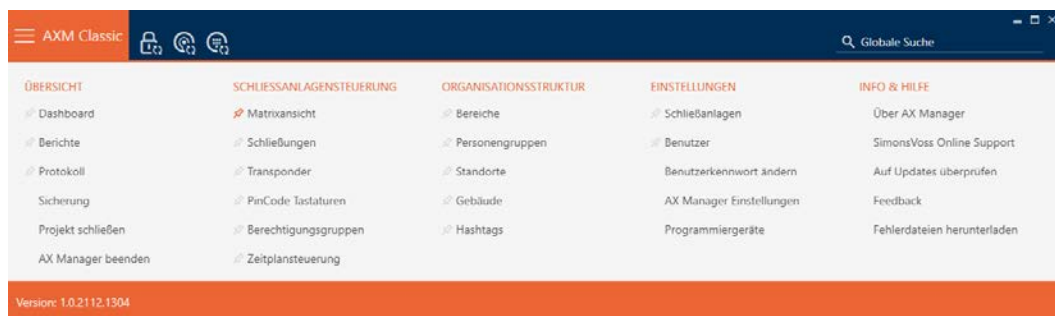 AXM Classic
Globale Suche
ÜBERSICHT
Dashboard
Berichte
Protokoll
Sicherung
Projekt schließen
AX Manager beenden
SCHLIESSANLAGENSTEUERUNG
Matrixansicht
Schließungen
Transponder
PinCode Tastaturen
Berechtigungsgruppen
Zeitplansteuerung
ORGANISATIONSSTRUKTUR
Bereiche
Personengruppen
Standorte
Gebäude
Hashtags
EINSTELLUNGEN
Schließanlagen
Benutzer
Benutzerkennwort ändern
AX Manager Einstellungen
Programmiergeräte
INFO & HILFE
Über AX Manager
SimonsVoss Online Support
Auf Updates überprüfen
Feedback
Fehlerdateien herunterladen
Version: 1.0.2112.1304